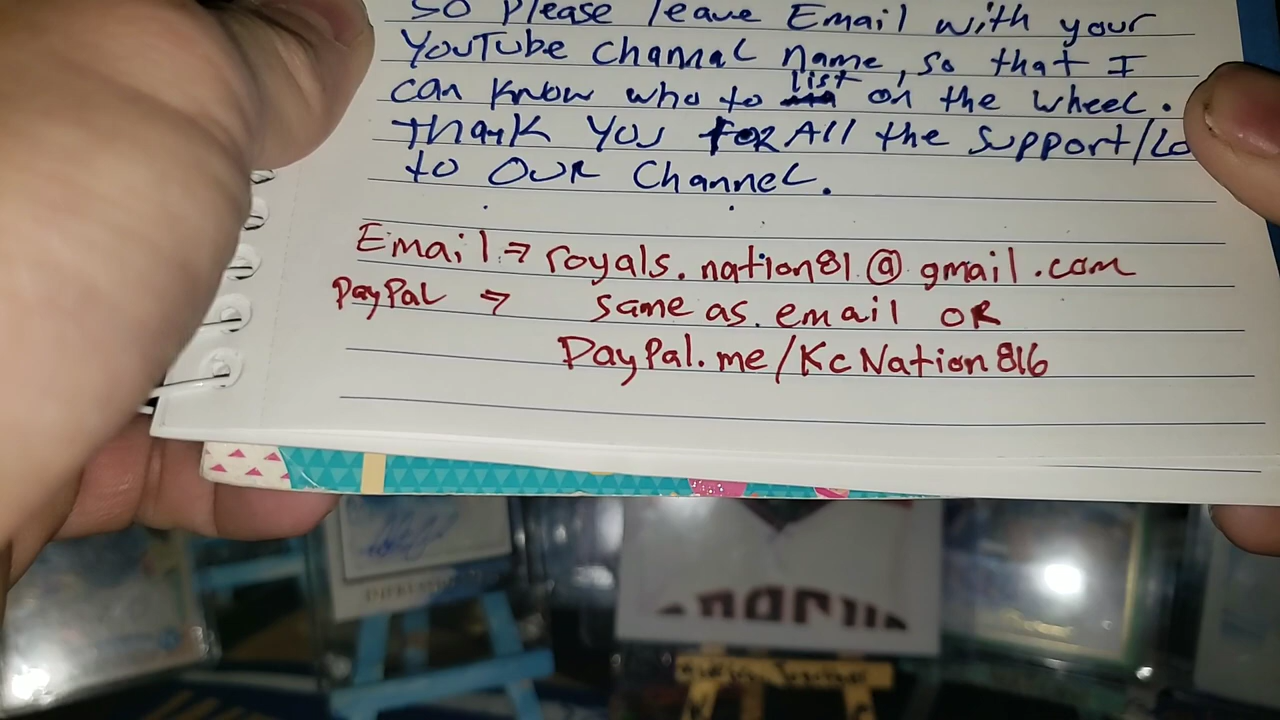 So Please leave Email with your
YouTube Channal name, so that I
can know who to list on the wheel.
Thank You FOR All the support/Lo
to OUR Channel.
Email → royals.nation81@gmail.com
PayPal → same as email OR
PayPal.me/KcNation816